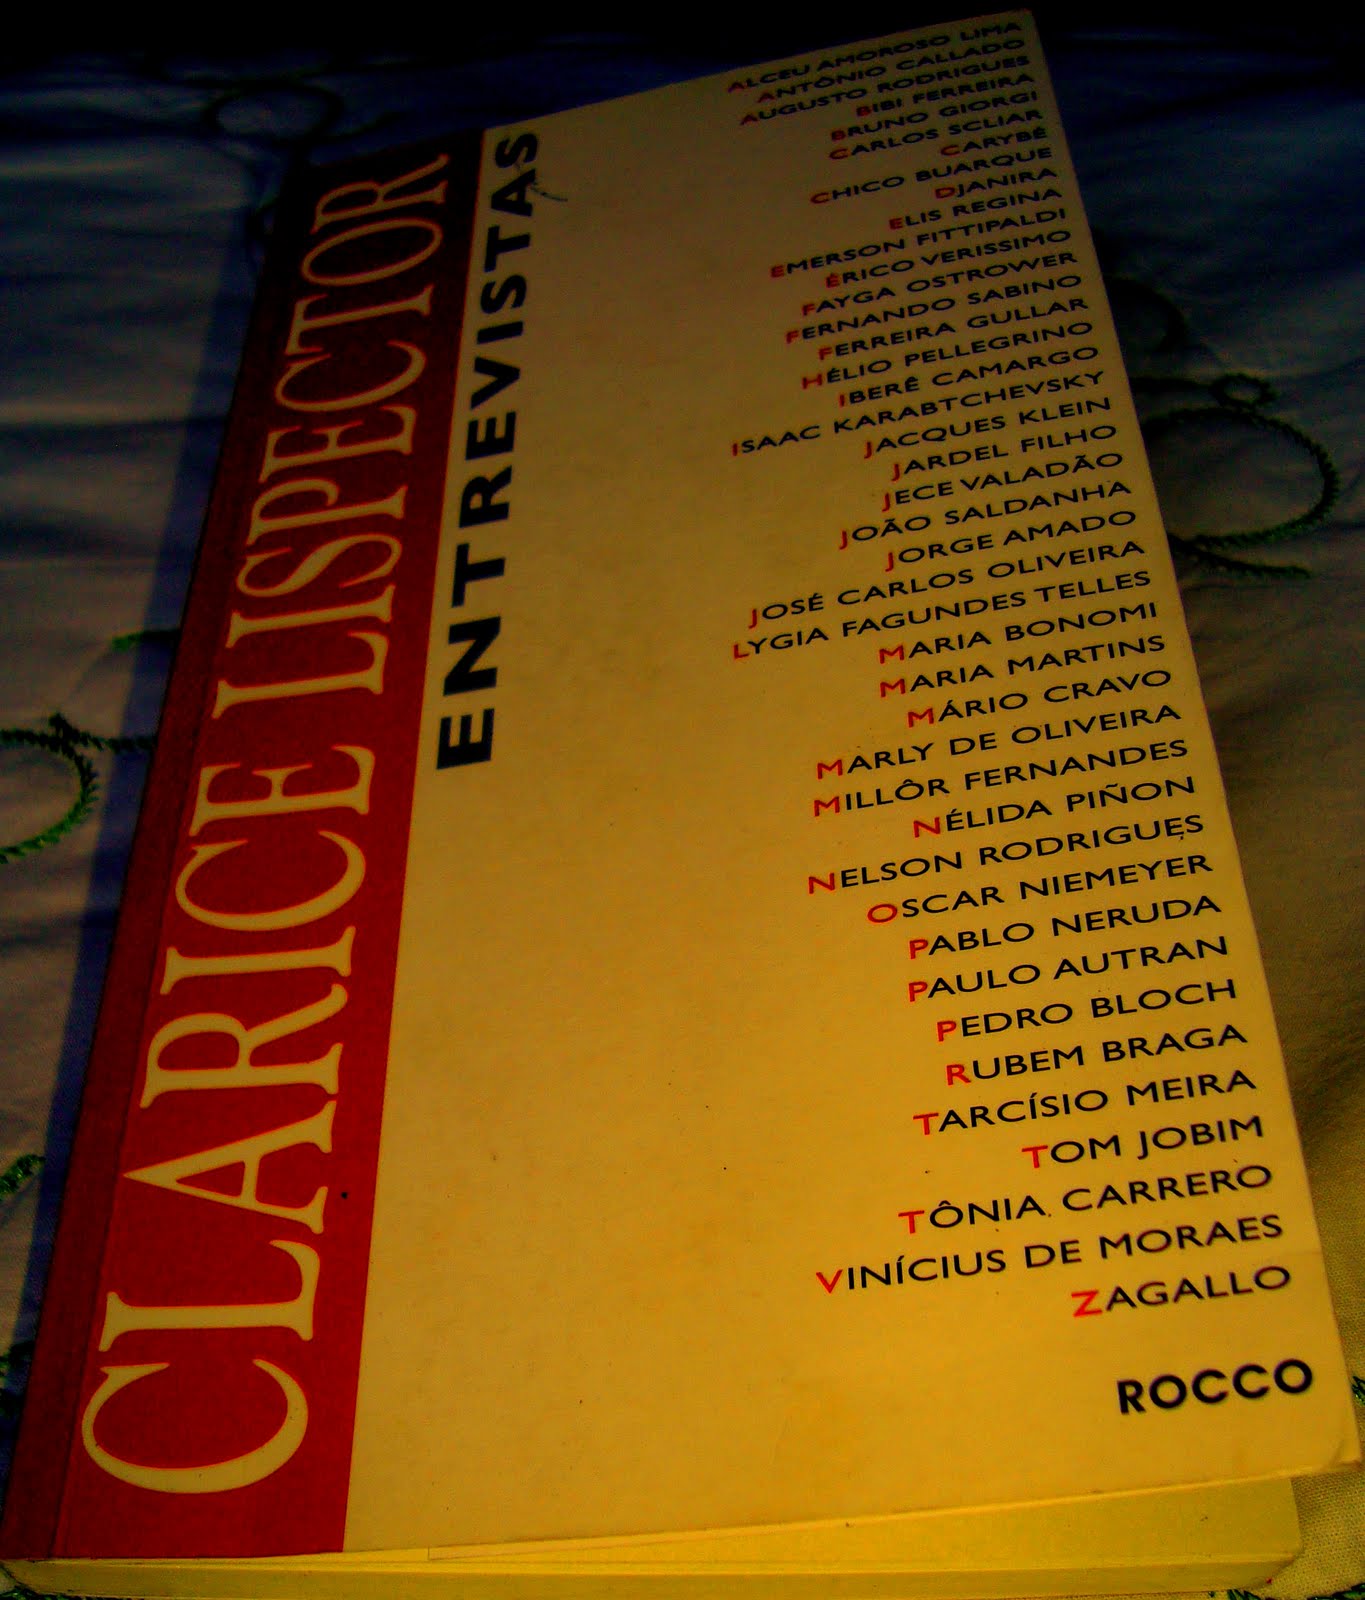 CLARICE LISPECTOR
ENTREVISTAS
ALCEU AMOROSO LIMA
ANTÔNIO CALLADO
AUGUSTO RODRIGUES
BIBI FERREIRA
BRUNO GIORGI
CARLOS SCLIAR
CARYBÉ
CHICO BUARQUE
DJANIRA
ELIS REGINA
EMERSON FITTIPALDI
ÉRICO VERISSIMO
FAYGA OSTROWER
FERNANDO SABINO
FERREIRA GULLAR
HÉLIO PELLEGRINO
IBERÊ CAMARGO
ISAAC KARABTCHEVSKY
JACQUES KLEIN
JARDEL FILHO
JECE VALADÃO
JOÃO SALDANHA
JORGE AMADO
JOSÉ CARLOS OLIVEIRA
LYGIA FAGUNDES TELLES
MARIA BONOMI
MARIA MARTINS
MÁRIO CRAVO
MARLY DE OLIVEIRA
MILLÔR FERNANDES
NÉLIDA PIÑON
NELSON RODRIGUES
OSCAR NIEMEYER
PABLO NERUDA
PAULO AUTRAN
PEDRO BLOCH
RUBEM BRAGA
TARCÍSIO MEIRA
TOM JOBIM
TÔNIA CARRERO
VINÍCIUS DE MORAES
ZAGALLO
ROCCO